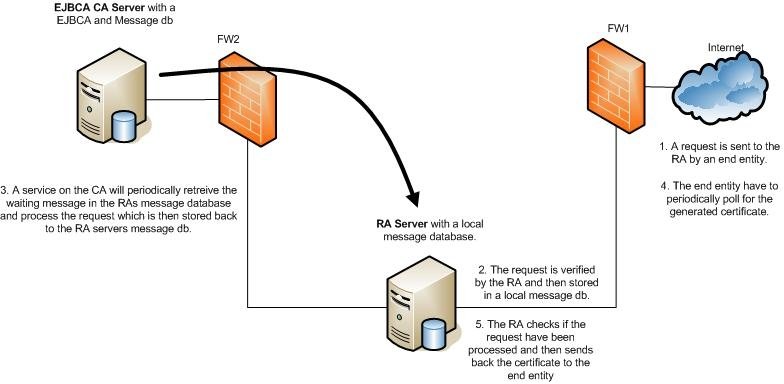 EJBCA CA Server with a
EJBCA and Message db
FW2
FW1
Internet
1. A request is sent to the
RA by an end entity.
4. The end entity have to
periodically poll for the
generated certificate.
3. A service on the CA will periodically retreive the
waiting message in the RAs message database
and process the request which is then stored back
to the RA servers message db.
RA Server with a local
message database.
2. The request is verified
by the RA and then stored
in a local message db.
5. The RA checks if the
request have been
processed and then sends
back the certificate to the
end entity